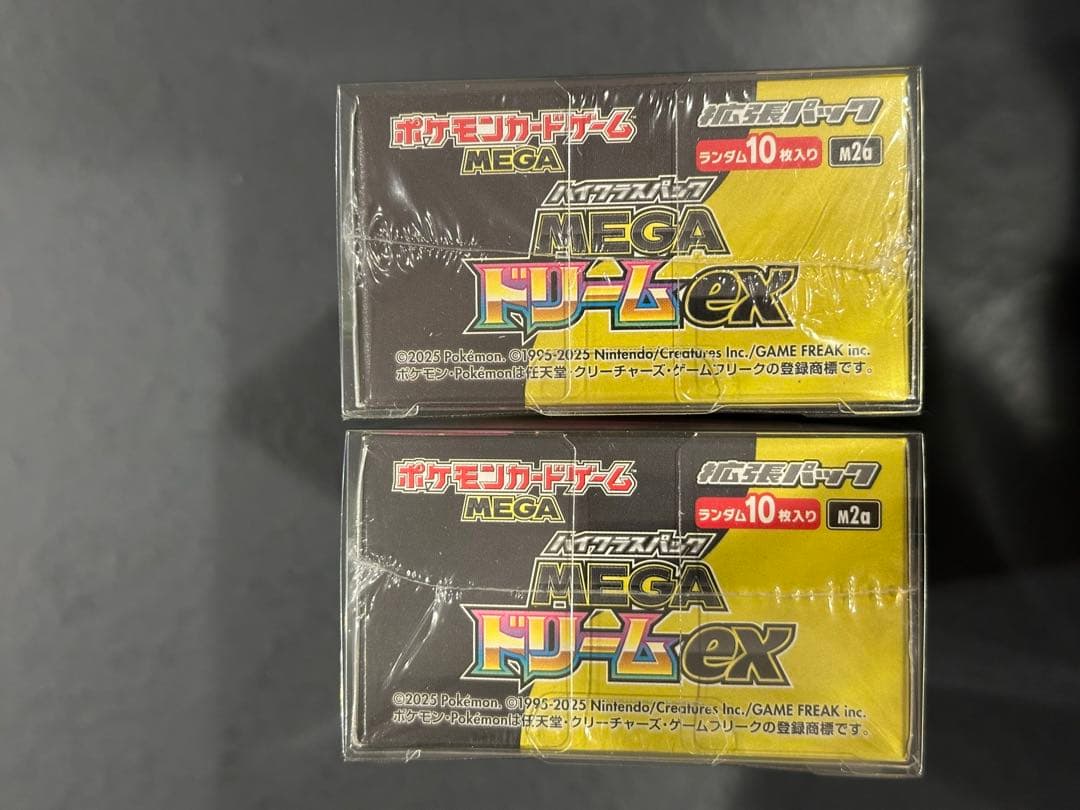 ポケモンカードゲーム
MEGA
拡張パック
ランダム10枚入り M2a
ハイクラスパック
MEGA
ドリームex
©2025 Pokémon. ©1995-2025 Nintendo/Creatures Inc./GAME FREAK inc.
ポケモン・Pokémonは任天堂・クリーチャーズ・ゲームフリークの登録商標です。
ポケモンカードゲーム
MEGA
拡張パック
ランダム10枚入り M2a
ハイクラスパック
MEGA
ドリームex
©2025 Pokémon. ©1995-2025 Nintendo/Creatures Inc./GAME FREAK inc.
ポケモン・Pokémonは任天堂・クリーチャーズ・ゲームフリークの登録商標です。